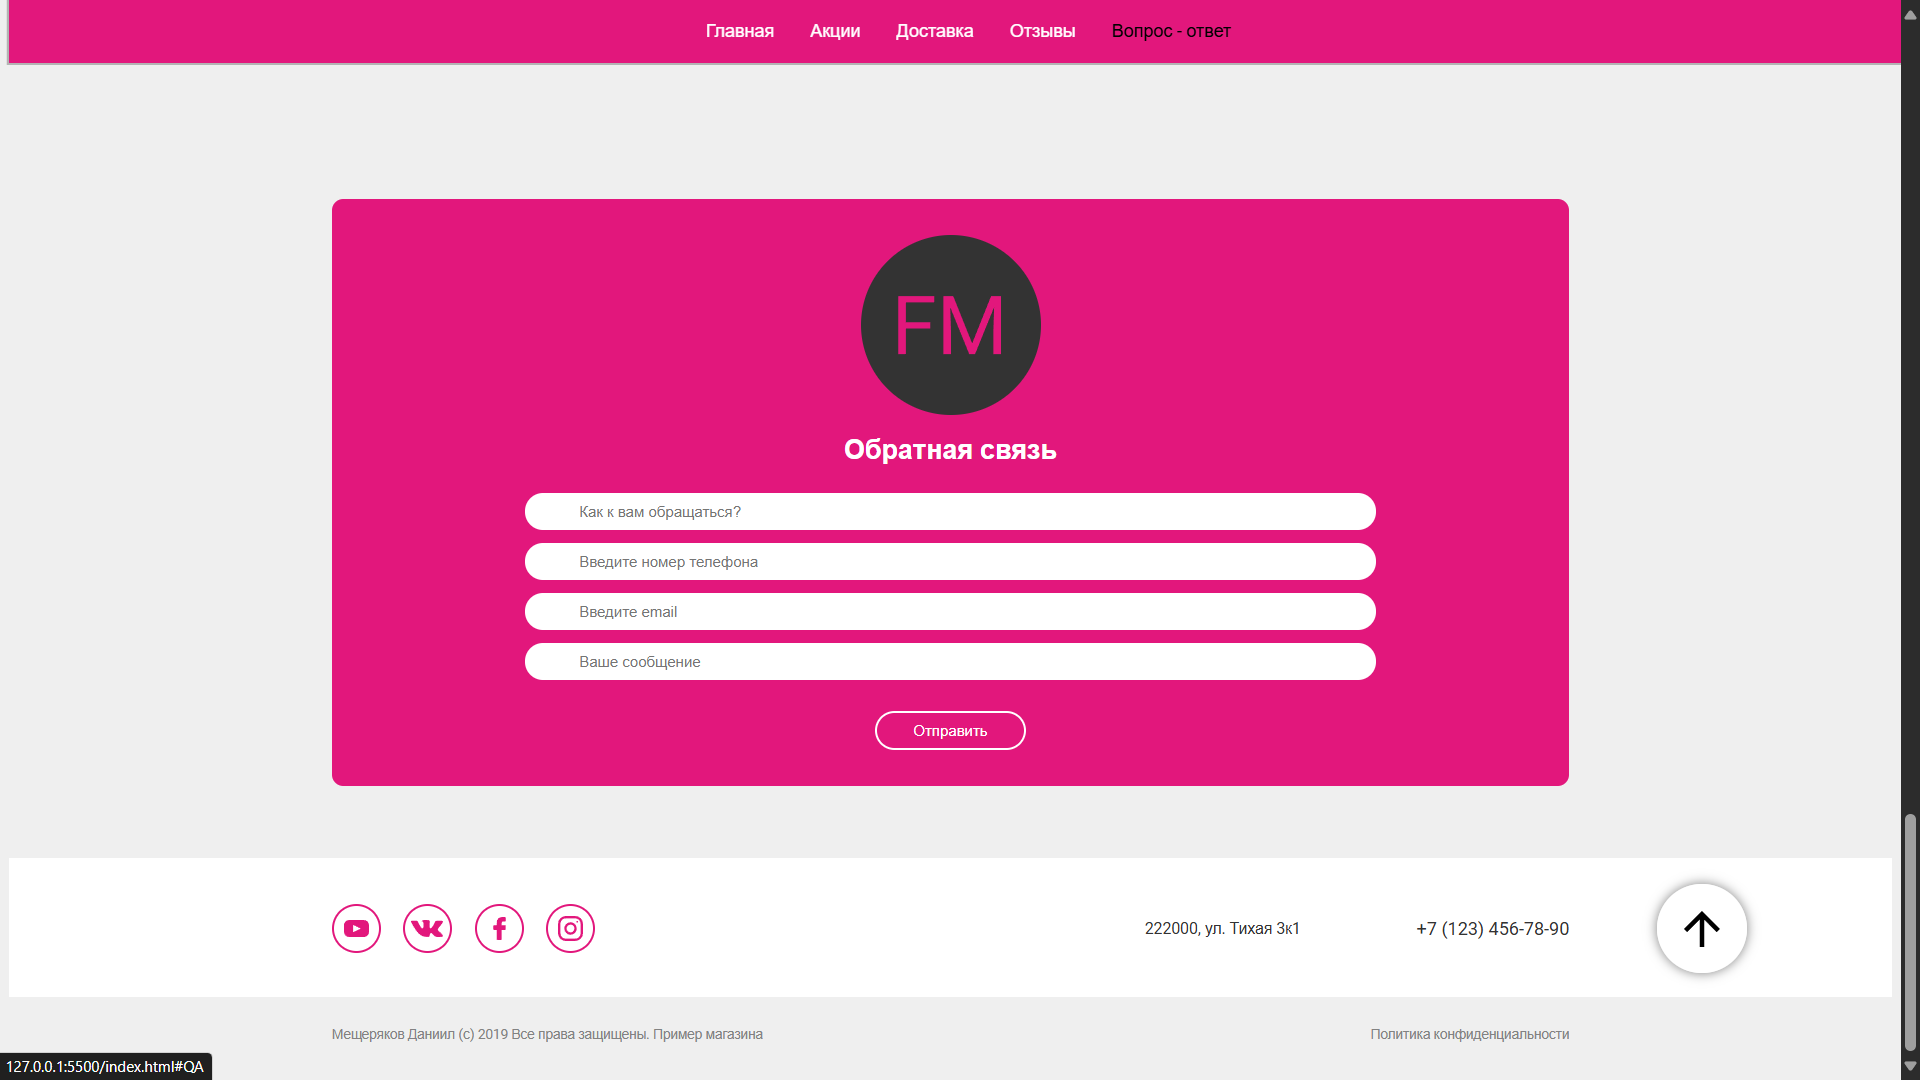 Главная Акции Доставка Отзывы Вопрос - ответ
FM
Обратная связь
Как к вам обращаться?
Введите номер телефона
Введите email
Ваше сообщение
Отправить
222000, ул. Тихая 3к1 +7 (123) 456-78-90
Мещеряков Даниил (с) 2019 Все права защищены. Пример магазина Политика конфиденциальности
127.0.0.1:5500/index.html#QA